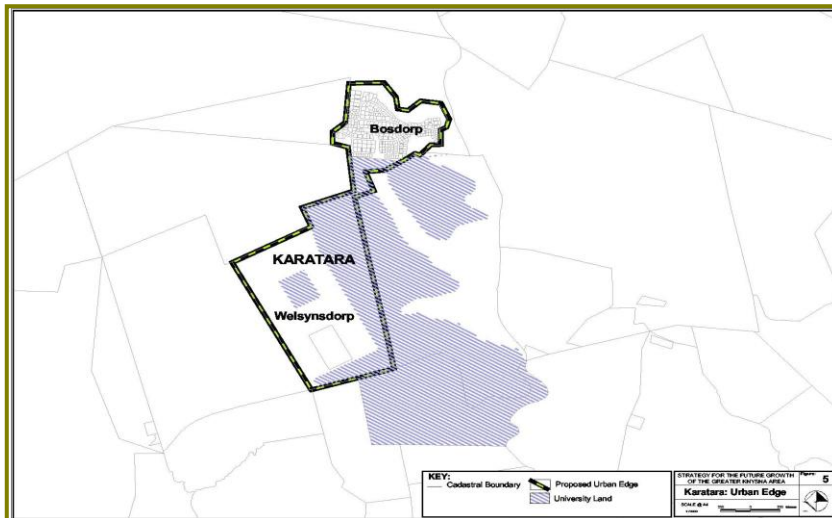 Bosdorp
KARATARA
Welsynsdorp
KEY:
Cadastral Boundary
Proposed Urban Edge
University Land
STRATEGY FOR THE FUTURE GROWTH
OF THE GREATER KNYSNA AREA
Figure:
5
Karatara: Urban Edge